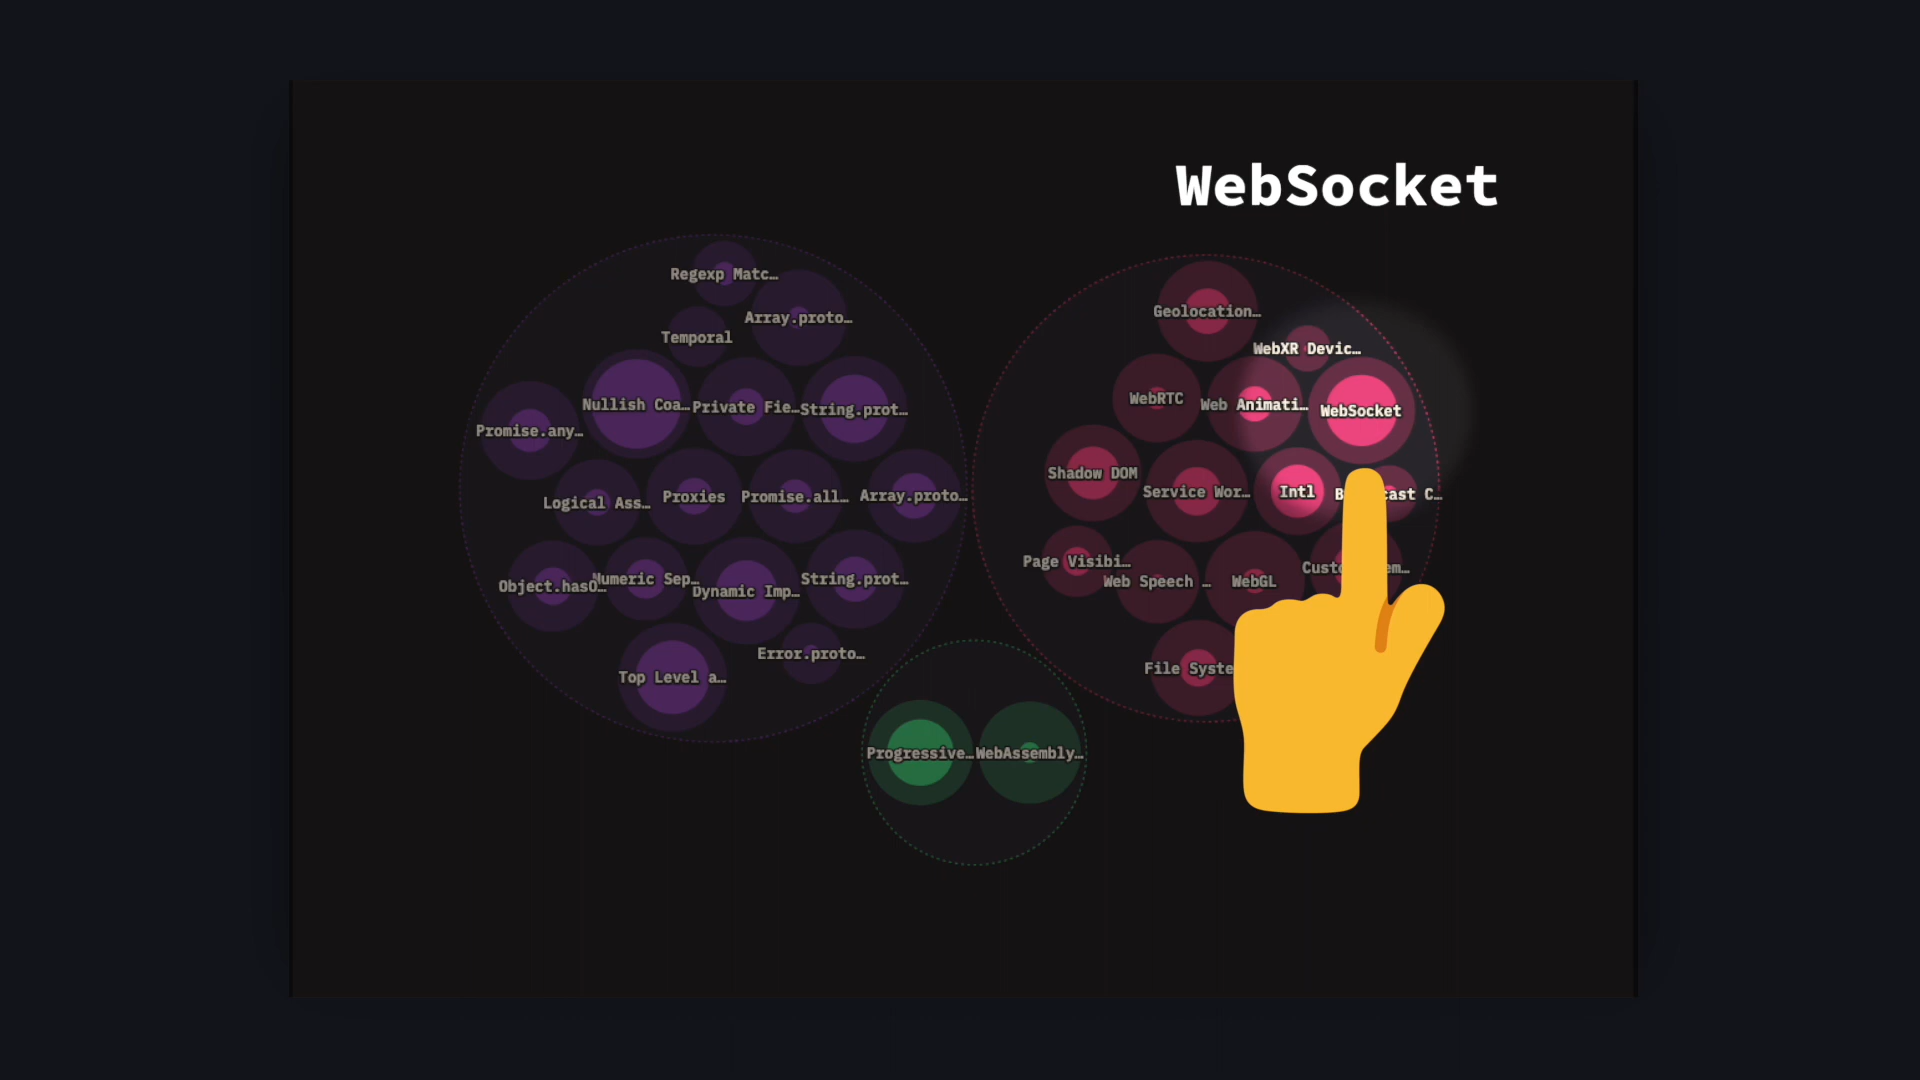 WebSocket
Regexp Matc…
Array.proto…
Temporal
Nullish Coa…
Private Fie…
String.prot…
Promise.any…
Logical Ass…
Proxies
Promise.all…
Array.proto…
Object.hasO…
Numeric Sep…
Dynamic Imp…
String.prot…
Top Level a…
Error.proto…
Geolocation…
WebXR Devic…
WebRTC
Web Animati…
WebSocket
Shadow DOM
Service Wor…
Intl
Page Visibi…
Web Speech …
WebGL
File Syste
Progressive…
WebAssembly…